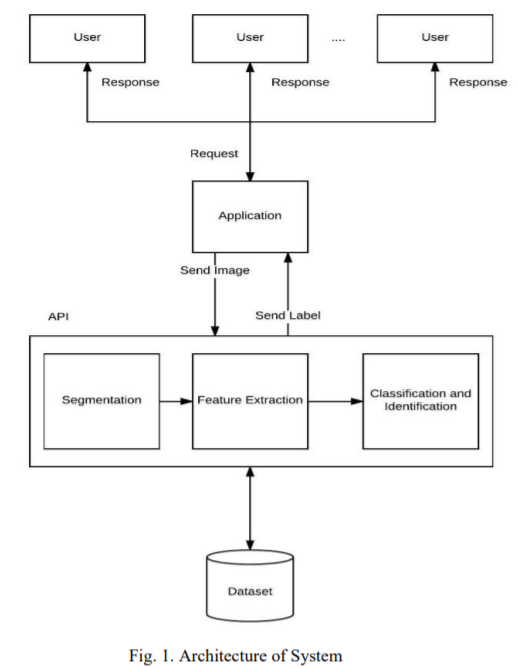 User
User
....
User
Response
Response
Response
Request
Application
Send Image
API
Send Label
Segmentation
Feature Extraction
Classification and
Identification
Dataset
Fig. 1. Architecture of System